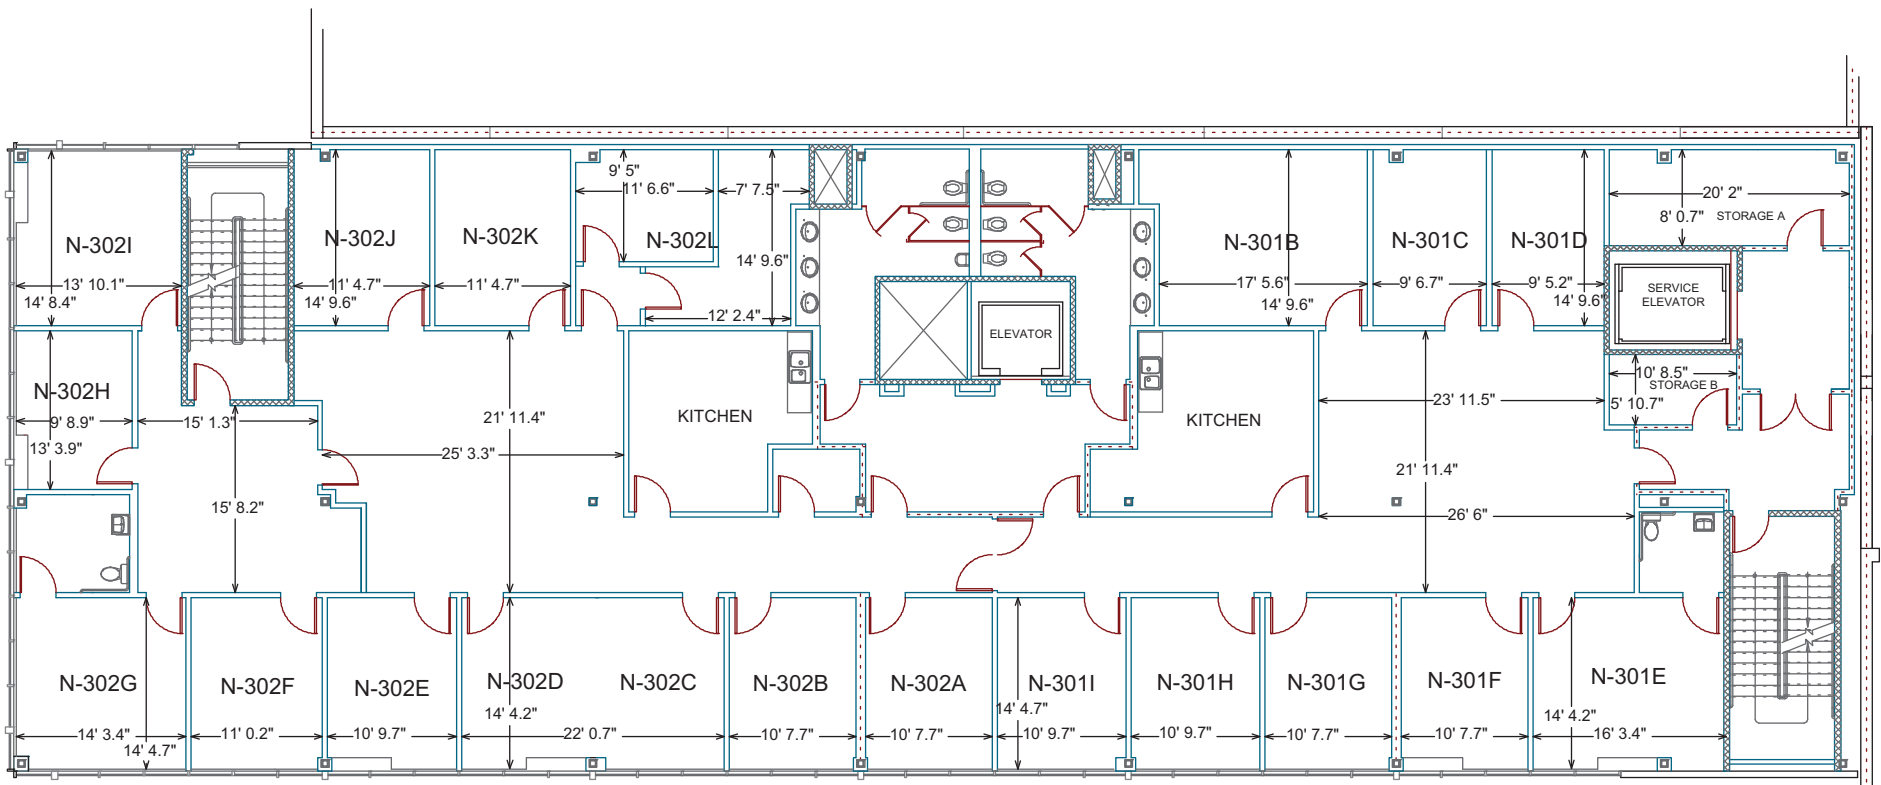 9' 5"
11' 6.6"
7' 7.5"
20' 2"
8' 0.7"
STORAGE A
N-302I
N-302J
N-302K
N-302L
N-301B
N-301C
N-301D
14' 9.6"
13' 10.1"
14' 8.4"
11' 4.7"
14' 9.6"
11' 4.7"
12' 2.4"
17' 5.6"
14' 9.6"
9' 6.7"
9' 5.2"
14' 9.6"
SERVICE
ELEVATOR
ELEVATOR
N-302H
9' 8.9"
13' 3.9"
15' 1.3"
21' 11.4"
25' 3.3"
KITCHEN
KITCHEN
23' 11.5"
10' 8.5"
STORAGE B
5' 10.7"
21' 11.4"
15' 8.2"
26' 6"
N-302G
N-302F
N-302E
N-302D
N-302C
N-302B
N-302A
N-301I
N-301H
N-301G
N-301F
N-301E
14' 4.2"
14' 4.7"
14' 4.2"
14' 3.4"
14' 4.7"
11' 0.2"
10' 9.7"
22' 0.7"
10' 7.7"
10' 7.7"
10' 9.7"
10' 9.7"
10' 7.7"
10' 7.7"
16' 3.4"